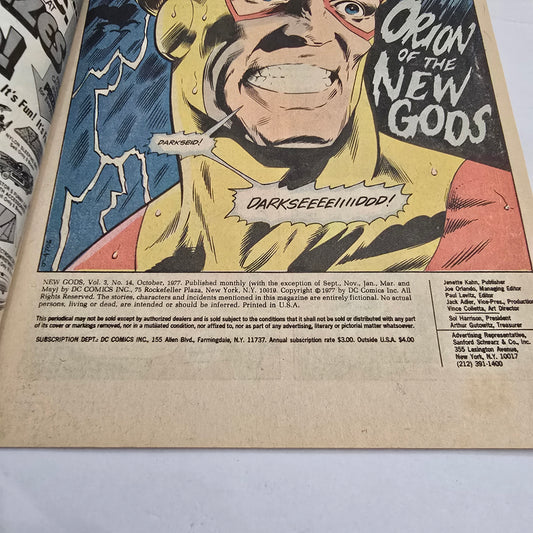 AT
It's Fun! It's
ORION
OF THE
NEW
GODS
DARKSEID!
DARKSEEEEIIIIDDD!
NEW GODS, Vol. 3, No. 14, October, 1977. Published monthly (with the exception of Sept., Nov., Jan., Mar. and
May) by DC COMICS INC., 75 Rockefeller Plaza, New York, N.Y. 10019. Copyright © 1977 by DC Comics Inc. All
Rights Reserved. The stories, characters and incidents mentioned in this magazine are entirely fictional. No actual
persons, living or dead, are intended or should be inferred. Printed in U.S.A.
This periodical may not be sold except by authorized dealers and is sold subject to the conditions that it shall not be sold or distributed with any part
of its cover or markings removed, nor in a mutilated condition, nor affixed to, nor as part of any advertising, literary or pictorial matter whatsoever.
SUBSCRIPTION DEPT.: DC COMICS INC., 155 Allen Blvd., Farmingdale, N.Y. 11737. Annual subscription rate $3.00. Outside U.S.A. $4.00
Jenette Kahn, Publisher
Joe Orlando, Managing Editor
Paul Levitz, Editor
Jack Adler, Vice-Pres., Production
Vince Colletta, Art Director
Sol Harrison, President
Arthur Gutowitz, Treasurer
Advertising Representative,
Sanford Schwarz & Co., Inc.
355 Lexington Avenue,
New York, N.Y. 10017
(212) 391-1400